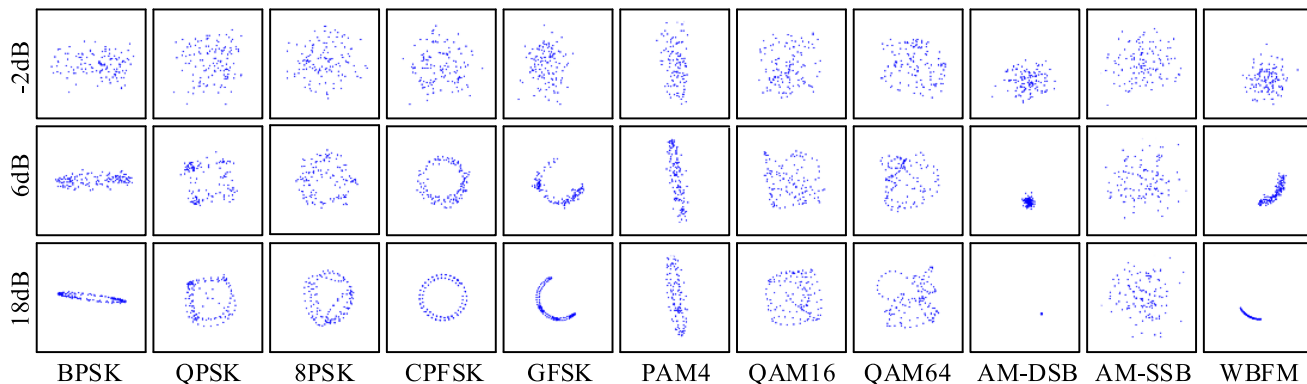 -2dB
6dB
18dB
BPSK QPSK 8PSK CPFSK GFSK PAM4 QAM16 QAM64 AM-DSB AM-SSB WBFM